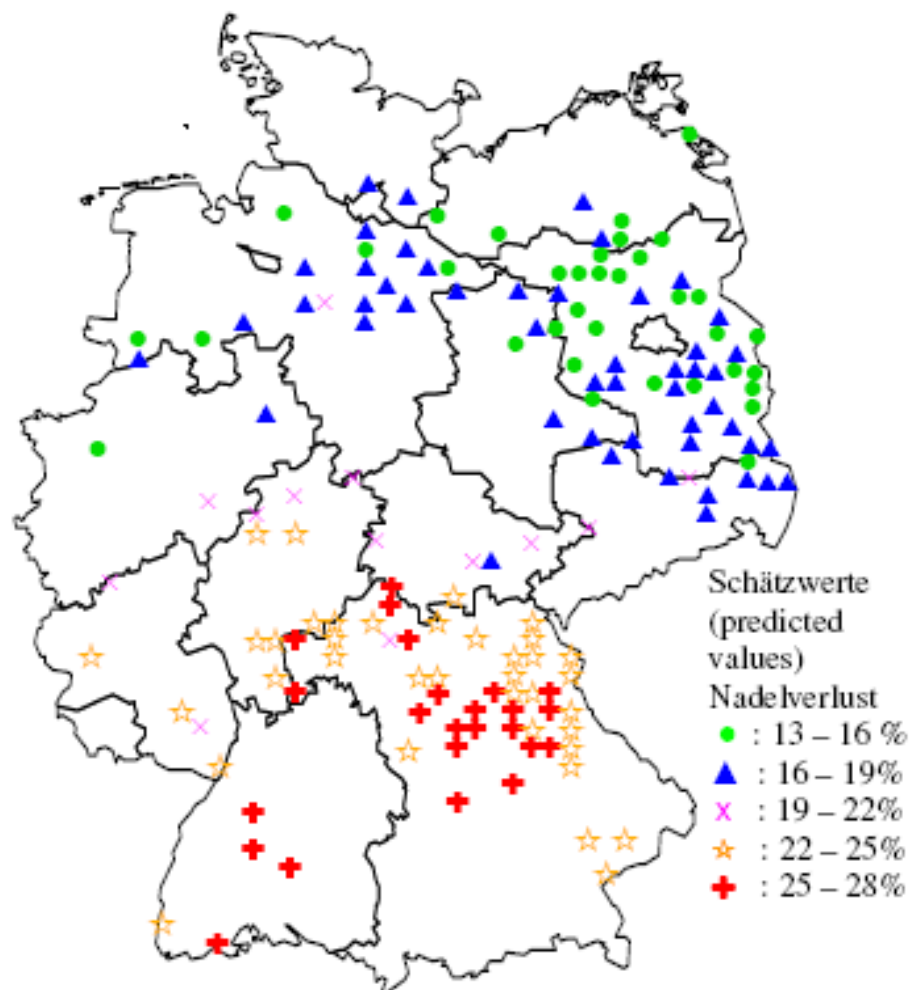 Schätzwerte
(predicted
values)
Nadelverlust
: 13 – 16 %
: 16 – 19%
: 19 – 22%
: 22 – 25%
: 25 – 28%